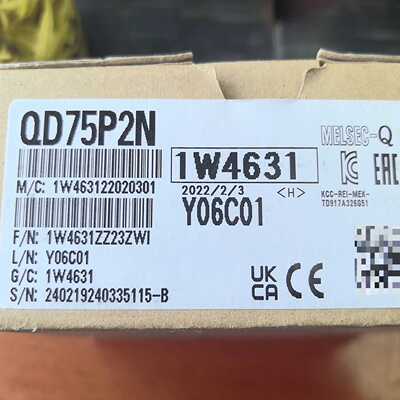 QD75P2N
MELSEC-Q
1W4631
M/C: 1W463122020301
2022/2/3
<H>
Y06C01
KCC-REI-MEK-
TD917A326G51
EAC
F/N: 1W4631ZZ23ZWI
L/N: Y06C01
G/C: 1W4631
S/N: 240219240335115-B
UK
CA
CE